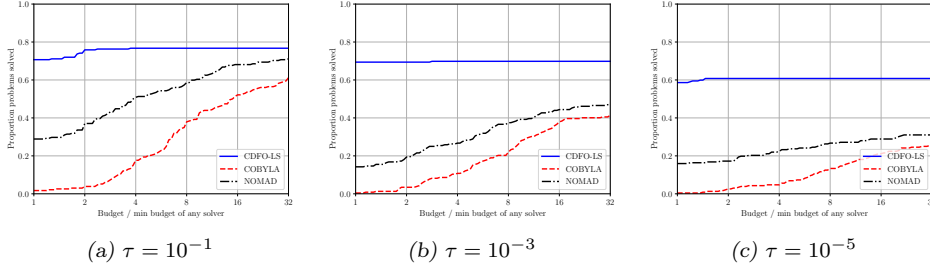 1.0
0.8
0.6
0.4
0.2
0.0
Proportion problems solved
1 2 4 8 16 32
Budget / min budget of any solver
CDFO-LS
COBYLA
NOMAD
(a) τ = 10⁻¹
1.0
0.8
0.6
0.4
0.2
0.0
Proportion problems solved
1 2 4 8 16 32
Budget / min budget of any solver
CDFO-LS
COBYLA
NOMAD
(b) τ = 10⁻³
1.0
0.8
0.6
0.4
0.2
0.0
Proportion problems solved
1 2 4 8 16 32
Budget / min budget of any solver
CDFO-LS
COBYLA
NOMAD
(c) τ = 10⁻⁵